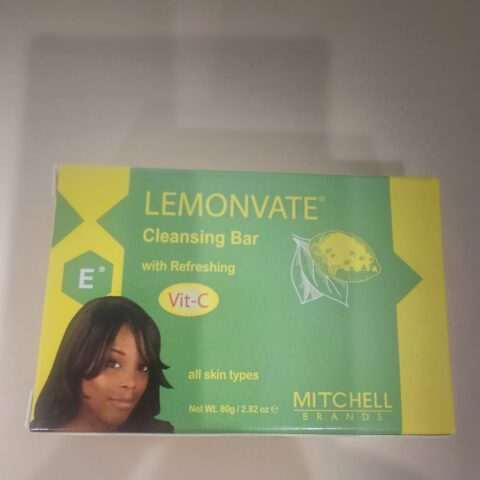 LEMONVATE®
Cleansing Bar
with Refreshing
Vit-C
E°
all skin types
Net Wt. 80g / 2.82 oz ℮
MITCHELL
BRANDS